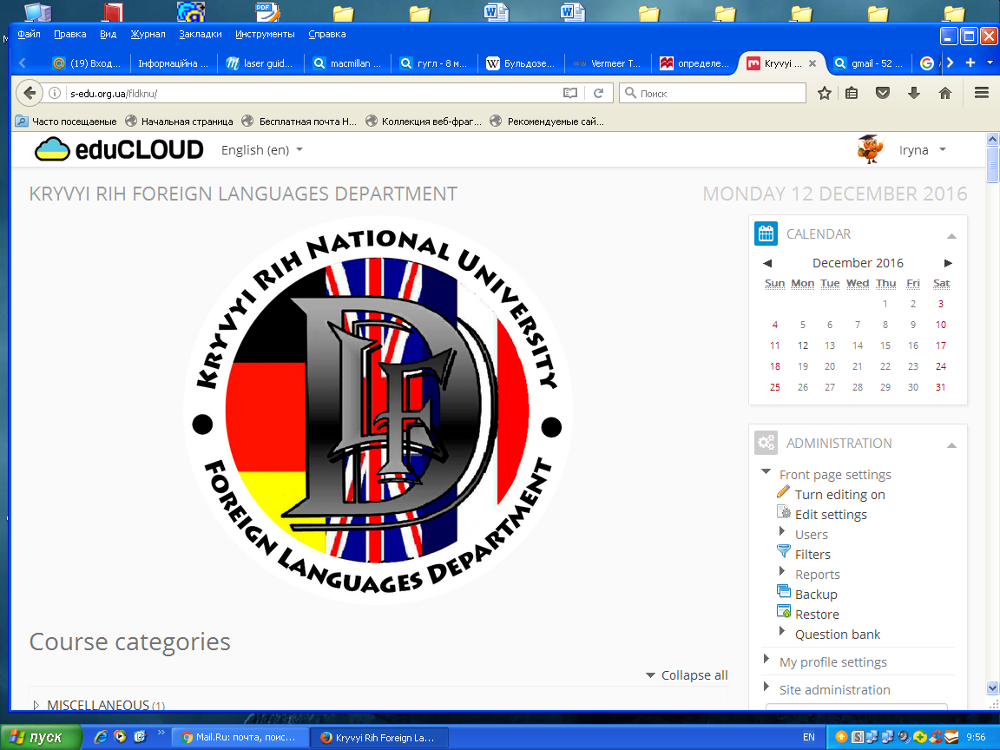 PDF
Файл Правка Вид Журнал Закладки Инструменты Справка
(19) Вход... Інформаційна ... laser guid... macmillan ... гугл - 8 м... Бульдозе... Vermeer T... определе... Kryvyi ... gmail - 52 ...
s-edu.org.ua/fldknu/ Поиск
Часто посещаемые Начальная страница Бесплатная почта H... Коллекция веб-фраг... Рекомендуемые сай...
eduCLOUD English (en) Iryna
KRYVYI RIH FOREIGN LANGUAGES DEPARTMENT MONDAY 12 DECEMBER 2016
KRYVYI RIH NATIONAL UNIVERSITY
DLF
FOREIGN LANGUAGES DEPARTMENT
CALENDAR
December 2016
Sun Mon Tue Wed Thu Fri Sat
1 2 3
4 5 6 7 8 9 10
11 12 13 14 15 16 17
18 19 20 21 22 23 24
25 26 27 28 29 30 31
ADMINISTRATION
Front page settings
Turn editing on
Edit settings
Users
Filters
Reports
Backup
Restore
Question bank
My profile settings
Site administration
Course categories
Collapse all
MISCELLANEOUS (1)
пуск Mail.Ru: почта, поис... Kryvyi Rih Foreign La... EN 9:56